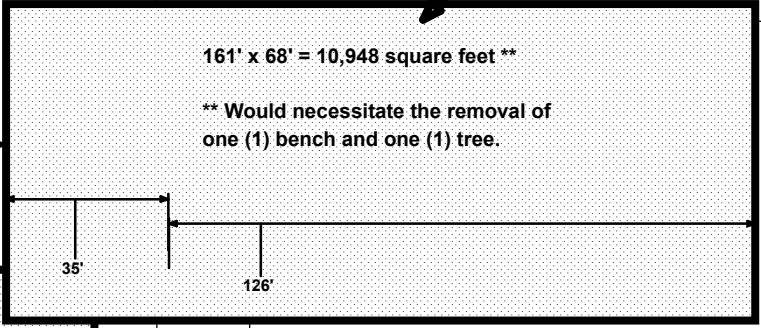 161' x 68' = 10,948 square feet **
** Would necessitate the removal of
one (1) bench and one (1) tree.
35'
126'